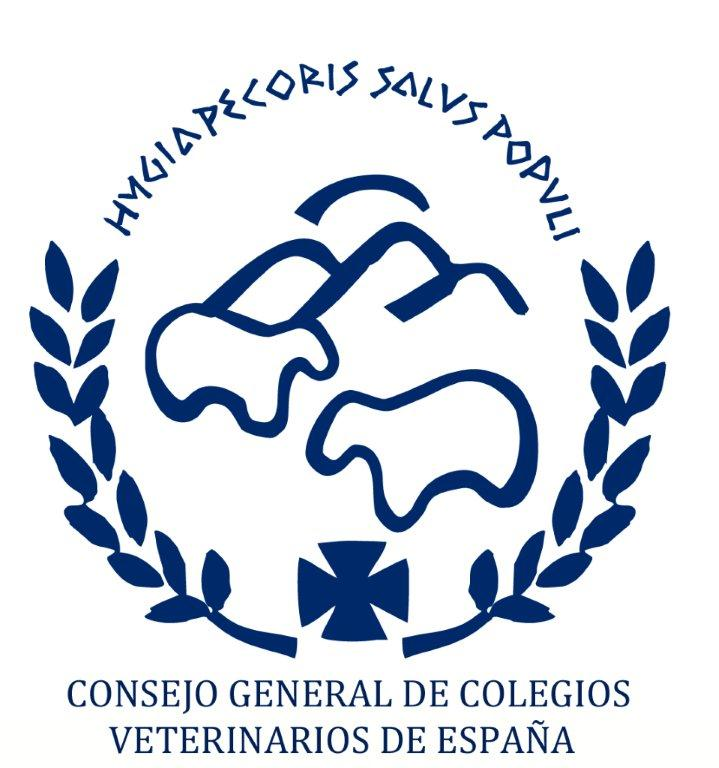 HYGIA PECORIS SALVS POPVLI
CONSEJO GENERAL DE COLEGIOS
VETERINARIOS DE ESPAÑA